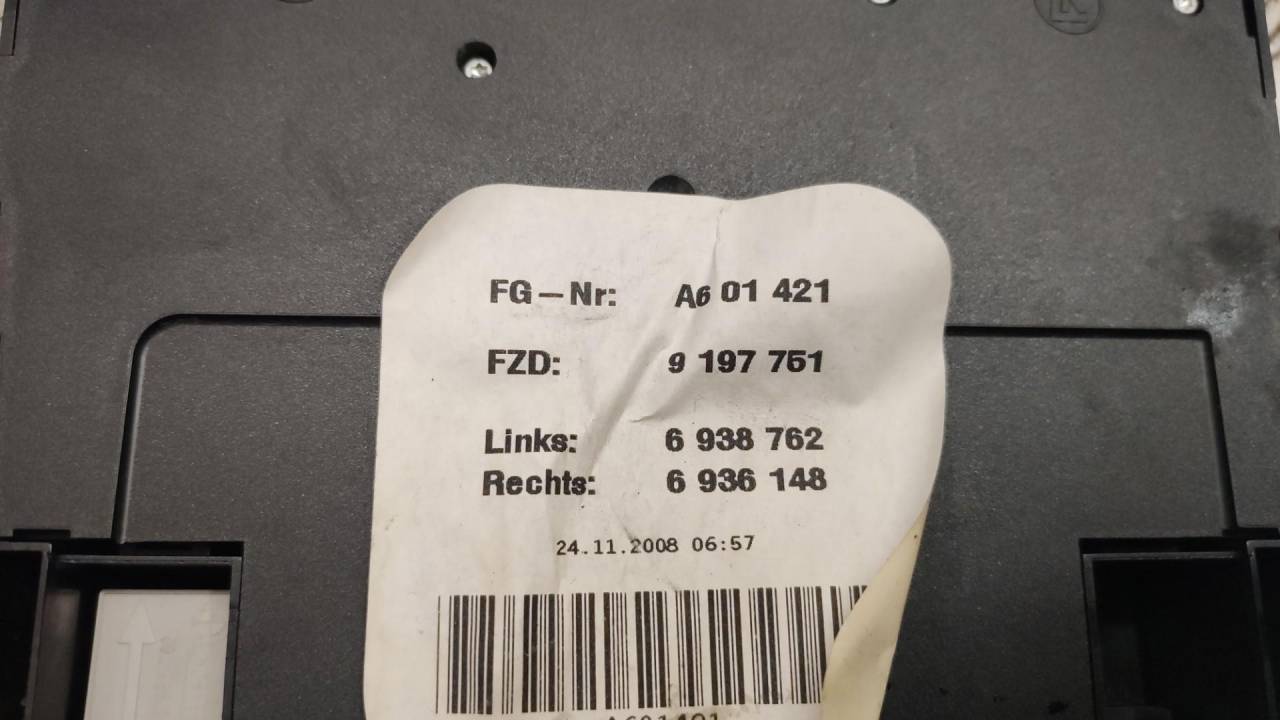 FG-Nr: A6 01 421
FZD: 9 197 751
Links: 6 938 762
Rechts: 6 936 148
24.11.2008 06:57